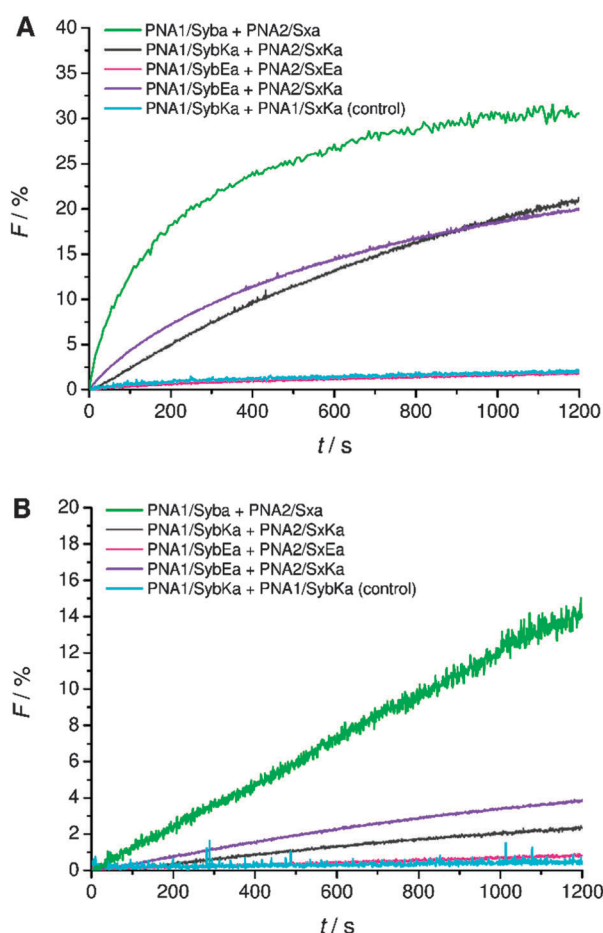 A
PNA1/Syba + PNA2/Sxa
PNA1/SybKa + PNA2/SxKa
PNA1/SybEa + PNA2/SxEa
PNA1/SybEa + PNA2/SxKa
PNA1/SybKa + PNA1/SxKa (control)
40
35
30
25
20
15
10
5
0
F / %
0 200 400 600 800 1000 1200
t / s
B
PNA1/Syba + PNA2/Sxa
PNA1/SybKa + PNA2/SxKa
PNA1/SybEa + PNA2/SxEa
PNA1/SybEa + PNA2/SxKa
PNA1/SybKa + PNA1/SybKa (control)
20
18
16
14
12
10
8
6
4
2
0
F / %
0 200 400 600 800 1000 1200
t / s